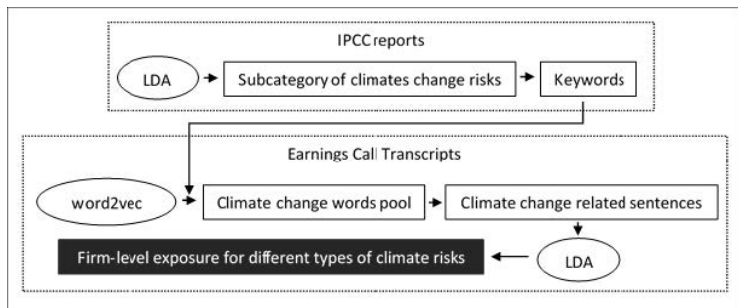 IPCC reports
LDA
Subcategory of climates change risks
Keywords
Earnings Call Transcripts
word2vec
Climate change words pool
Climate change related sentences
Firm-level exposure for different types of climate risks
LDA